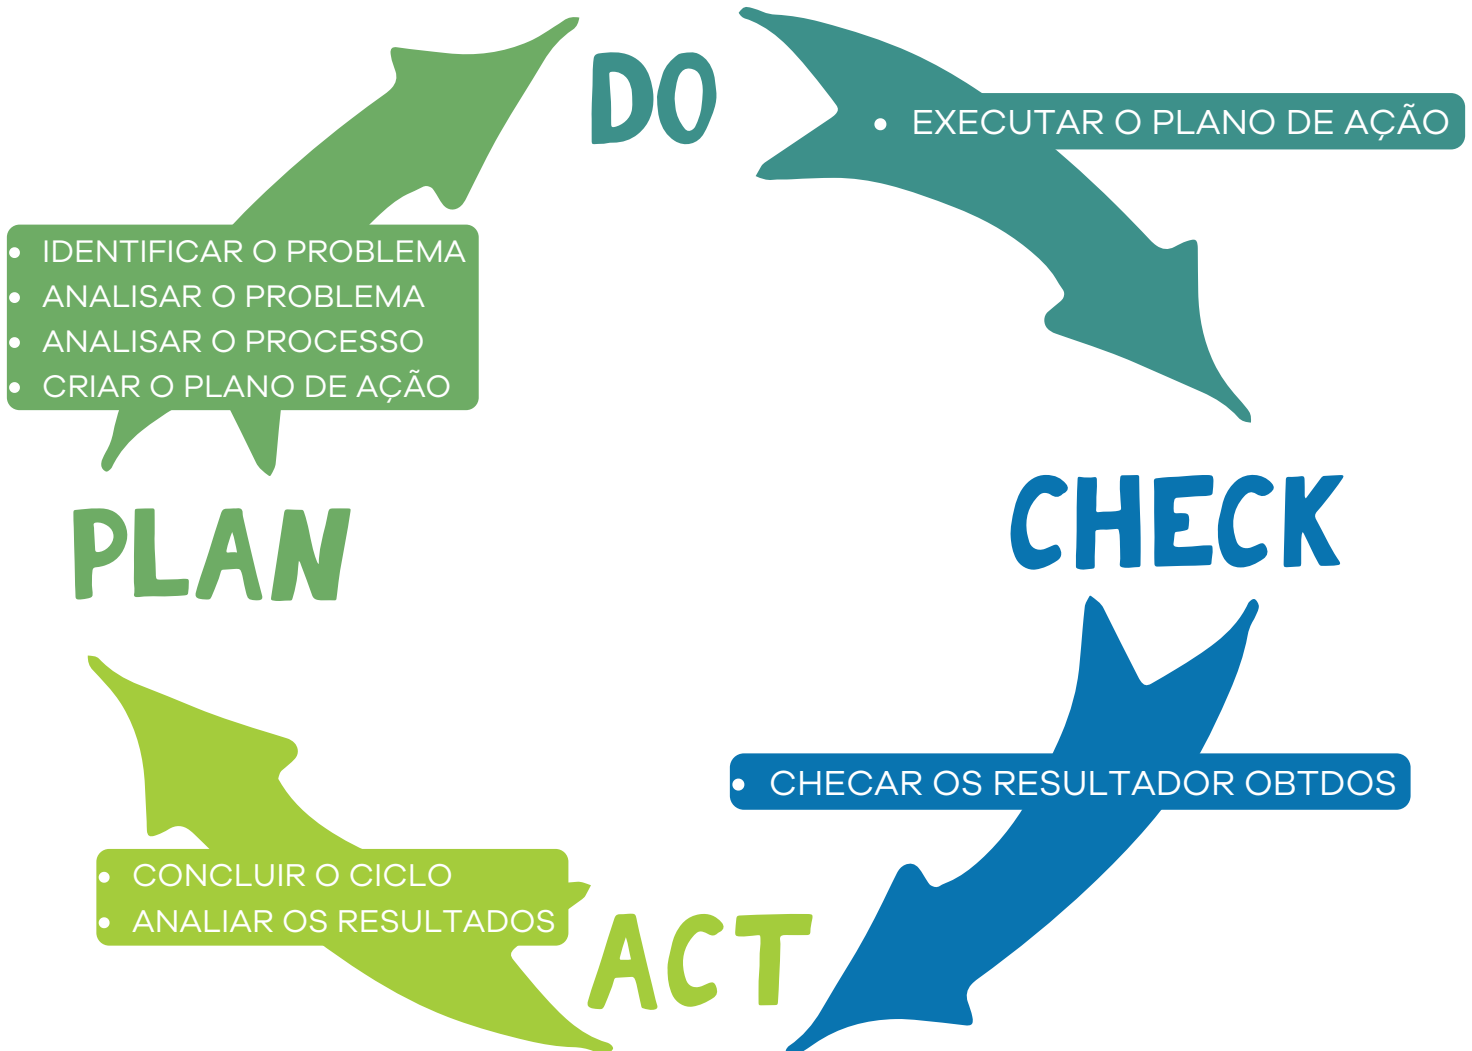 DO
• EXECUTAR O PLANO DE AÇÃO
• IDENTIFICAR O PROBLEMA
• ANALISAR O PROBLEMA
• ANALISAR O PROCESSO
• CRIAR O PLANO DE AÇÃO
PLAN
CHECK
• CHECAR OS RESULTADOR OBTDOS
• CONCLUIR O CICLO
• ANALIAR OS RESULTADOS
ACT